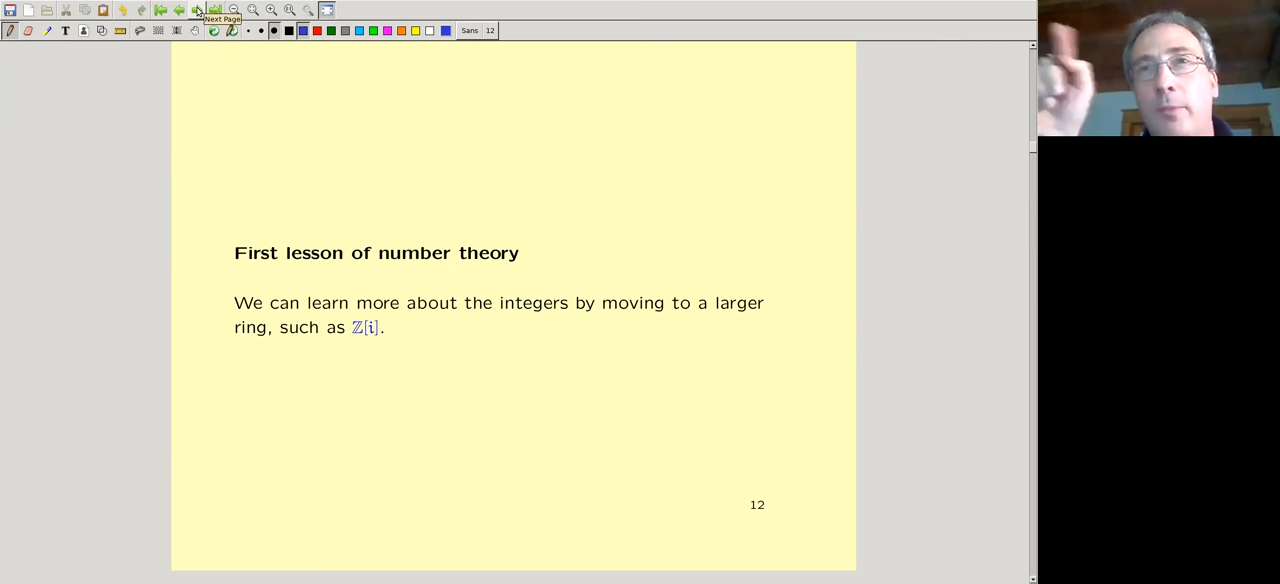 Next Page
Sans 12
First lesson of number theory
We can learn more about the integers by moving to a larger
ring, such as ℤ[i].
12